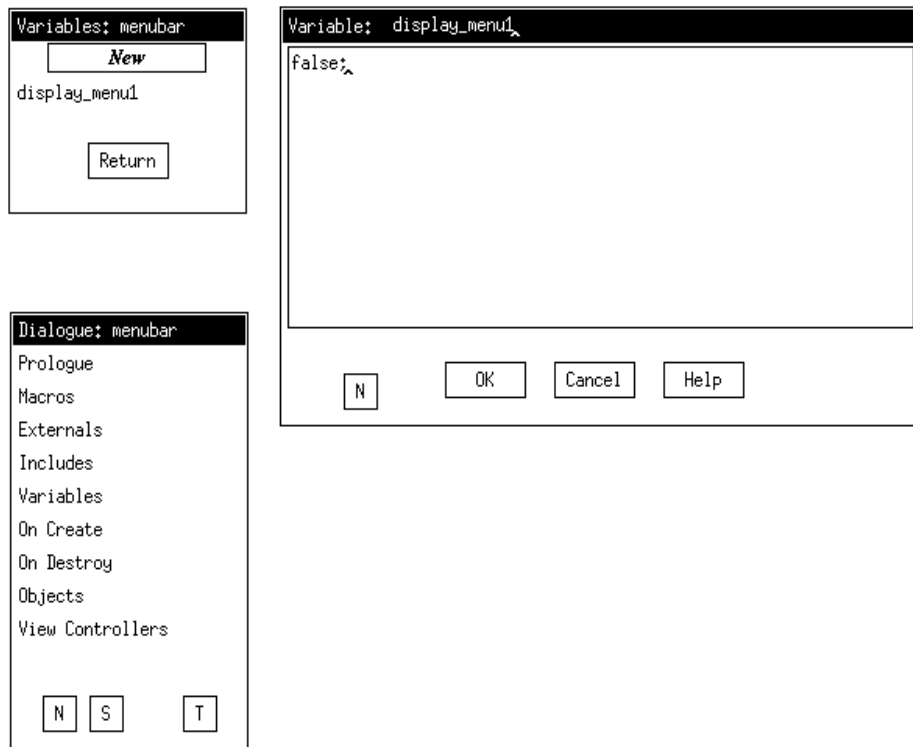 Variables: menubar
New
display_menu1
Return
Variable: display_menu1
false;
N
OK
Cancel
Help
Dialogue: menubar
Prologue
Macros
Externals
Includes
Variables
On Create
On Destroy
Objects
View Controllers
N
S
T